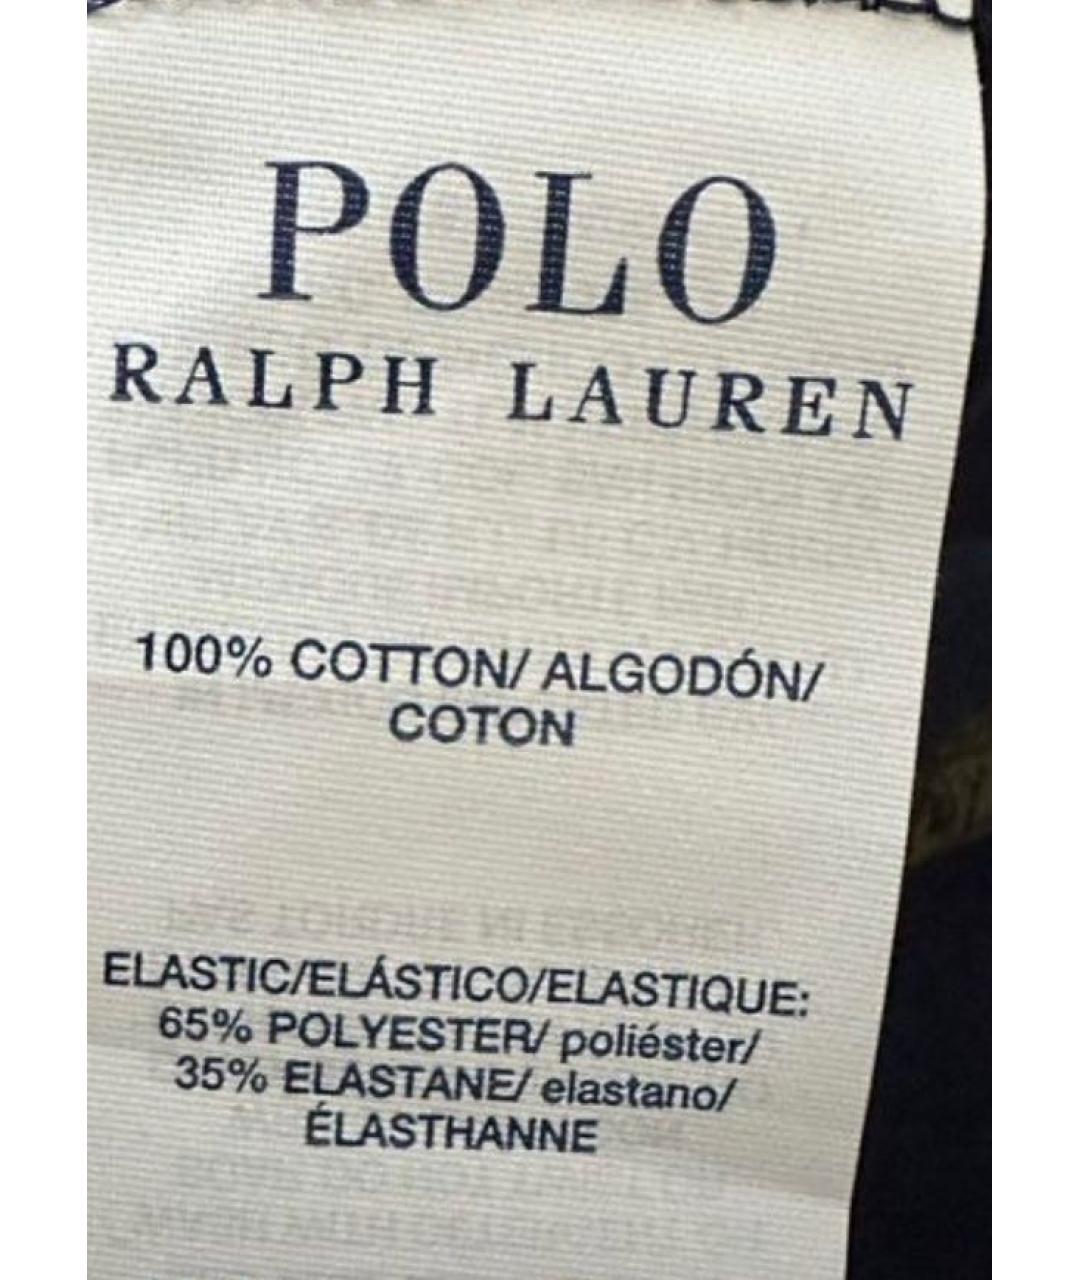 POLO
RALPH LAUREN
100% COTTON/ ALGODÓN/
COTON
ELASTIC/ELÁSTICO/ELASTIQUE:
65% POLYESTER/ poliéster/
35% ELASTANE/ elastano/
ÉLASTHANNE